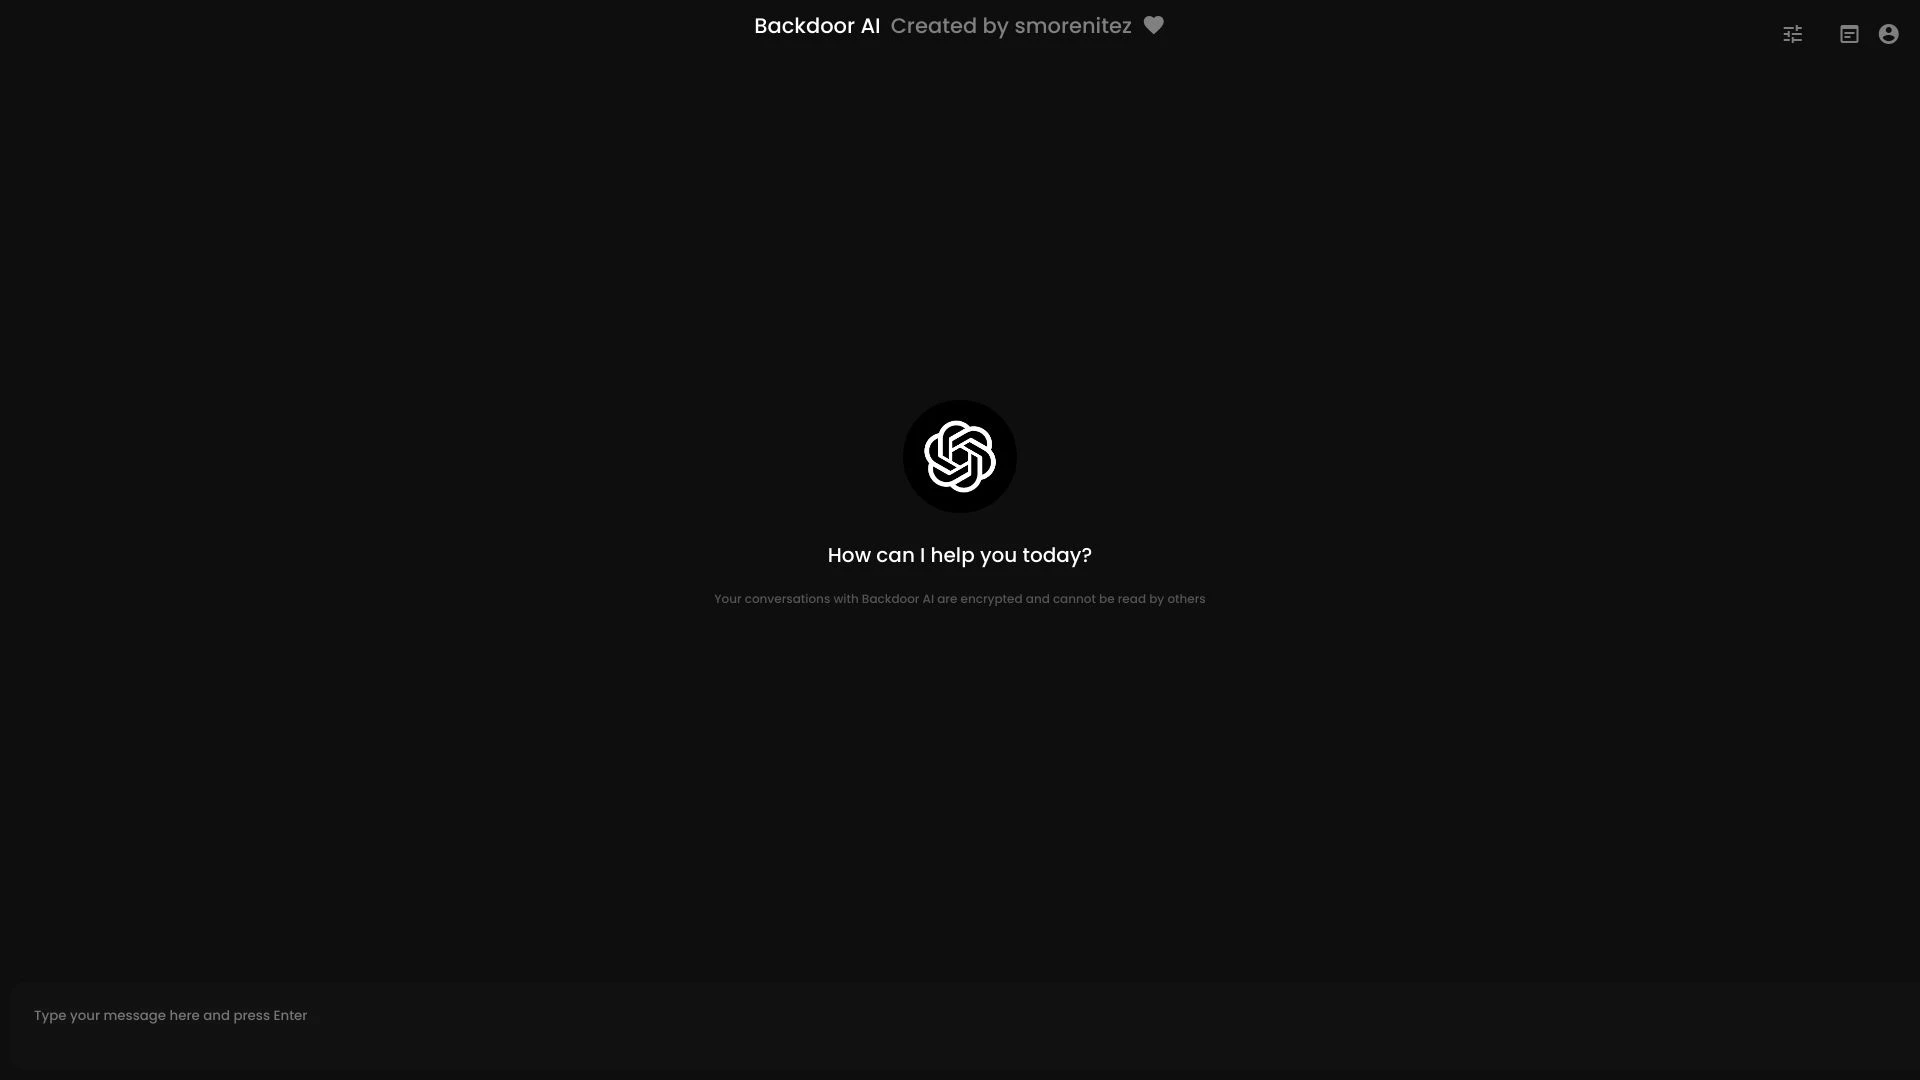 Backdoor AI Created by smorenitez
How can I help you today?
Your conversations with Backdoor AI are encrypted and cannot be read by others
Type your message here and press Enter